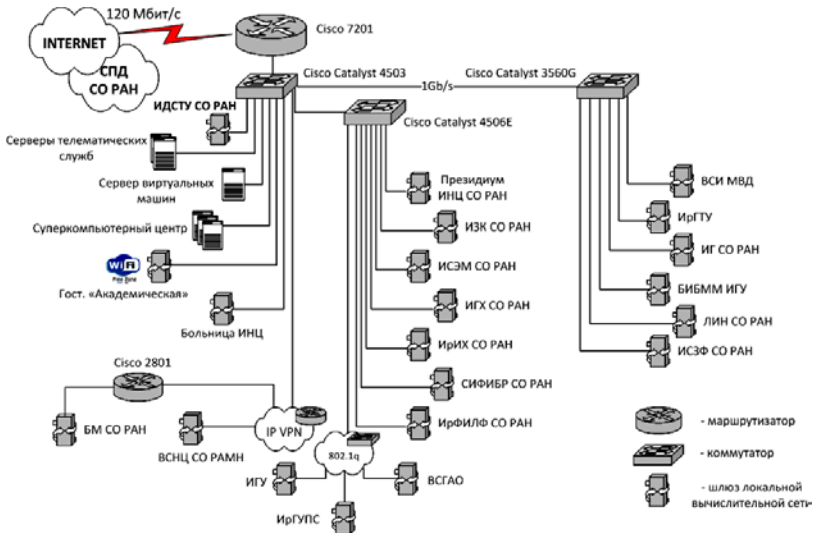 120 Мбит/с
INTERNET
СПД
СО РАН
Cisco 7201
Cisco Catalyst 4503
Cisco Catalyst 3560G
1Gb/s
Cisco Catalyst 4506E
ИДСТУ СО РАН
Серверы телематических
служб
Сервер виртуальных
машин
Суперкомпьютерный центр
WiFi
Гост. «Академическая»
Больница ИНЦ
Cisco 2801
БМ СО РАН
ВСНЦ СО РАМН
IP VPN
802.1q
ИГУ
ИрГУПС
ВСГАО
Президиум
ИНЦ СО РАН
ИЗК СО РАН
ИСЭМ СО РАН
ИГХ СО РАН
ИрИХ СО РАН
СИФИБР СО РАН
ИрФИЛФ СО РАН
ВСИ МВД
ИрГТУ
ИГ СО РАН
БИБММ ИГУ
ЛИН СО РАН
ИСЗФ СО РАН
- маршрутизатор
- коммутатор
- шлюз локальной
вычислительной сети-